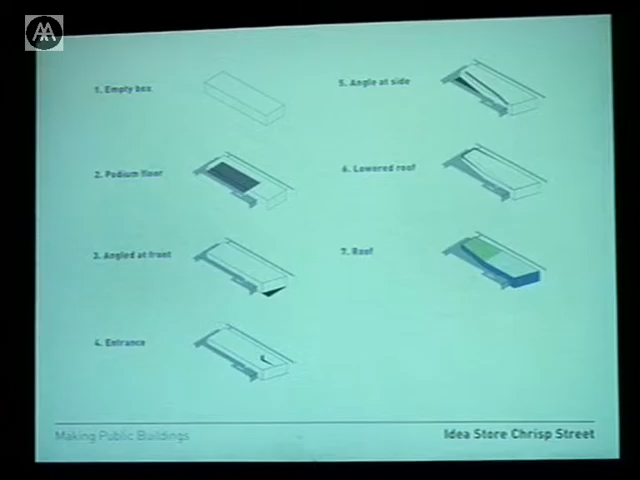 AA
1. Empty box
2. Podium floor
3. Angled at front
4. Entrance
5. Angle at side
6. Lowered roof
7. Roof
Making Public Buildings
Idea Store Chrisp Street